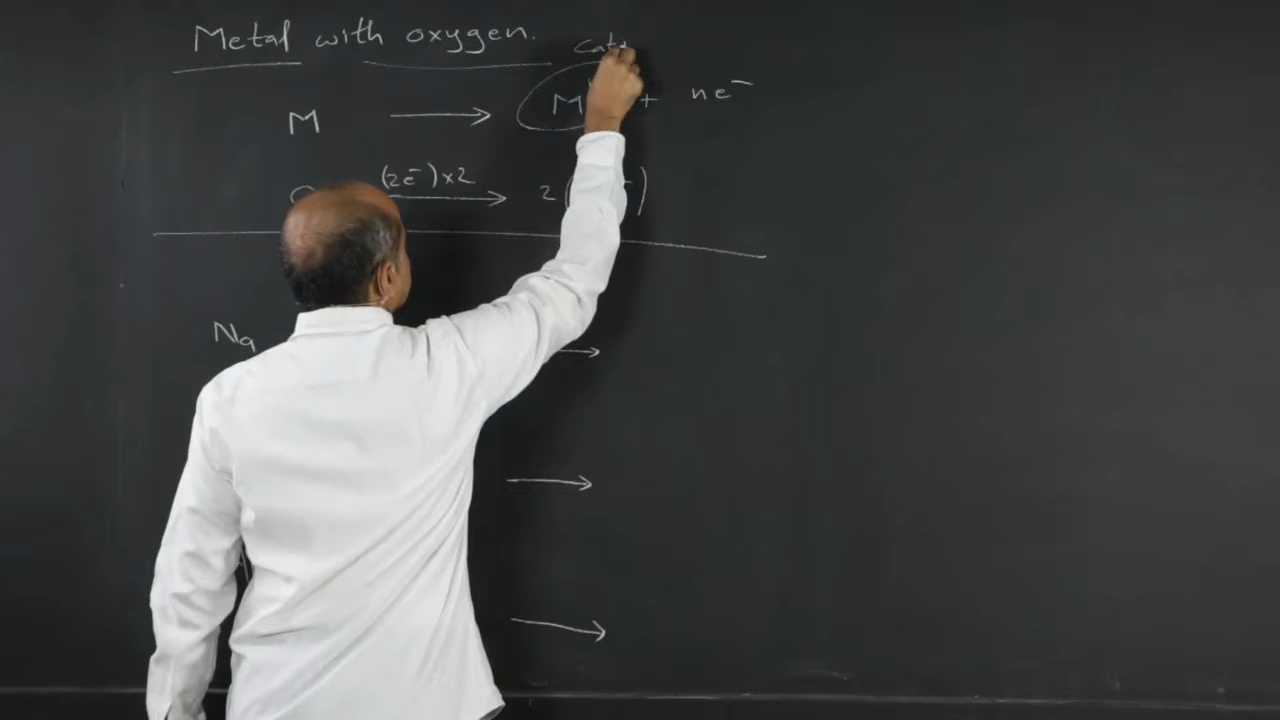 Metal with oxygen.
M ⟶ M + ne⁻
(2e⁻)×2 ⟶ 2( )
Na ⟶
⟶
⟶